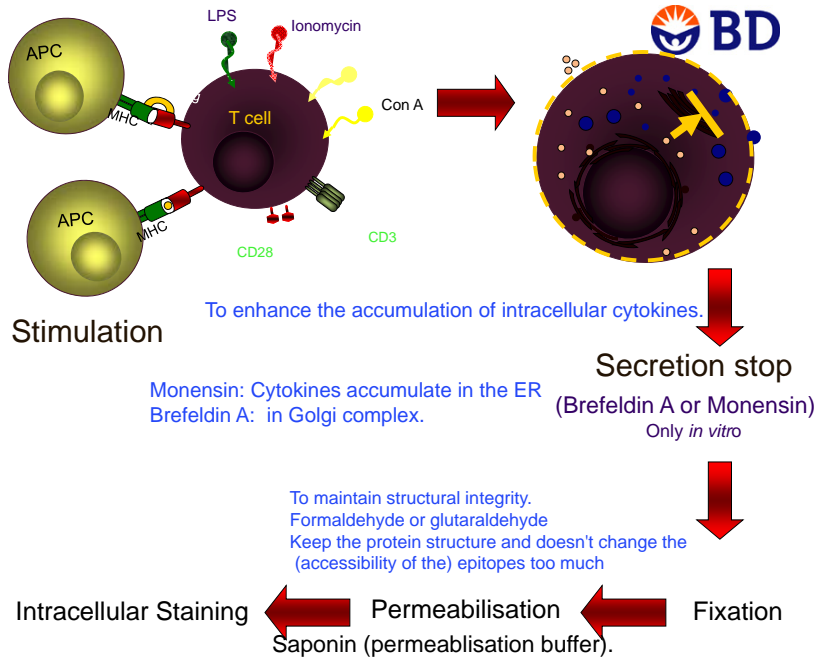 LPS
Ionomycin
BD
APC
MHC
g
T cell
Con A
APC
MHC
CD28
CD3
Stimulation
To enhance the accumulation of intracellular cytokines.
Secretion stop
(Brefeldin A or Monensin)
Only in vitro
Monensin: Cytokines accumulate in the ER
Brefeldin A: in Golgi complex.
To maintain structural integrity.
Formaldehyde or glutaraldehyde
Keep the protein structure and doesn't change the
(accessibility of the) epitopes too much
Intracellular Staining
Permeabilisation
Fixation
Saponin (permeablisation buffer).